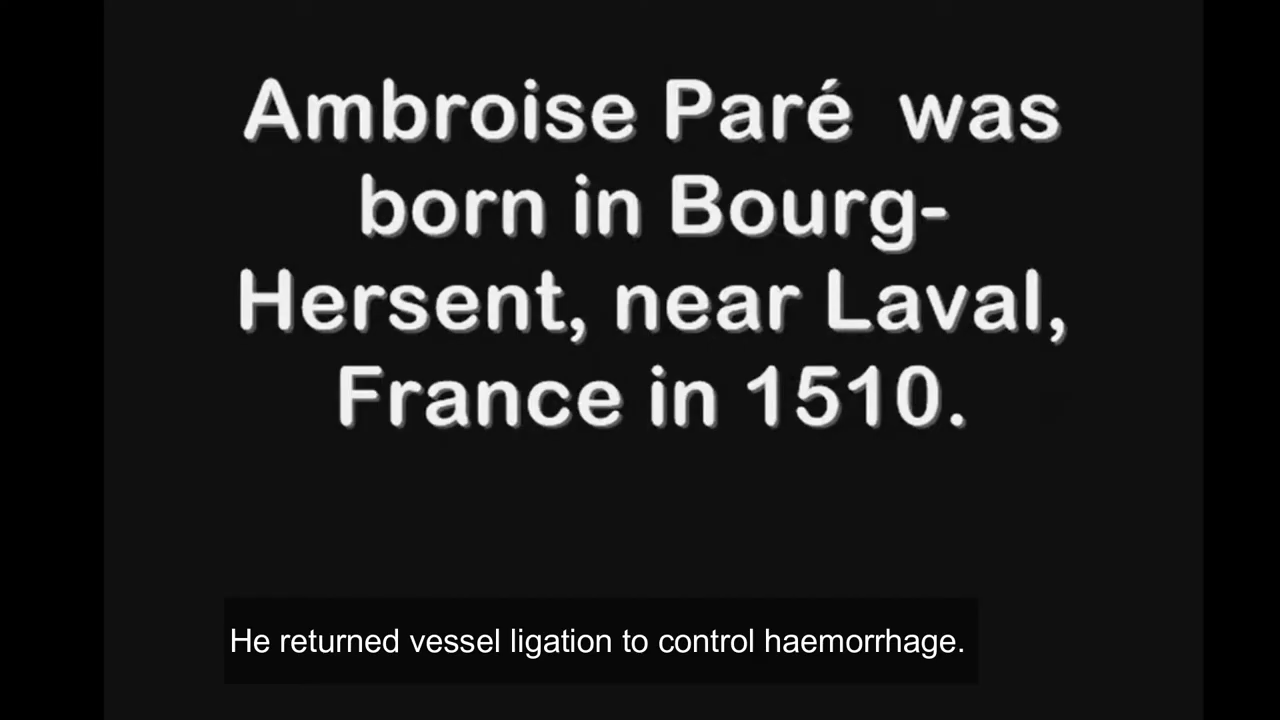 Ambroise Paré was
born in Bourg-
Hersent, near Laval,
France in 1510.
He returned vessel ligation to control haemorrhage.